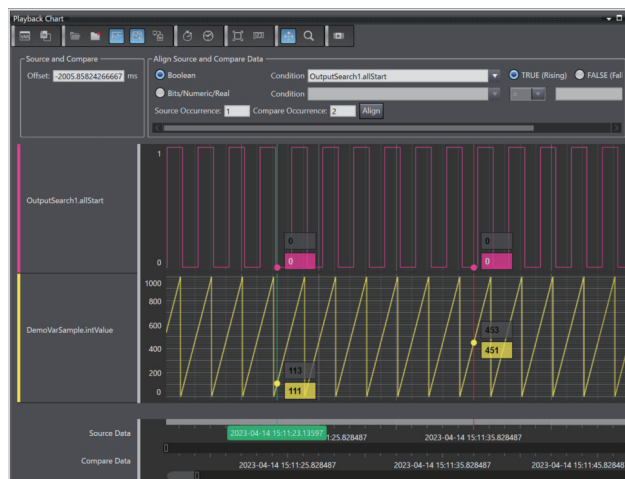 Playback Chart
Source and Compare
Offset: -2005.85824266667 ms
Align Source and Compare Data
Boolean
Condition OutputSearch1.allStart
TRUE (Rising)
FALSE (Fal
Bits/Numeric/Real
Condition
=
Source Occurrence: 1 Compare Occurrence: 2 Align
OutputSearch1.allStart
1
0
0
0
0
0
DemoVarSample.intValue
1000
800
600
400
200
0
453
451
113
111
Source Data
2023-04-14 15:11:23.13597
1:25.828487
2023-04-14 15:11:35.828487
Compare Data
2023-04-14 15:11:25.828487
2023-04-14 15:11:35.828487
2023-04-14 15:11:45.82848